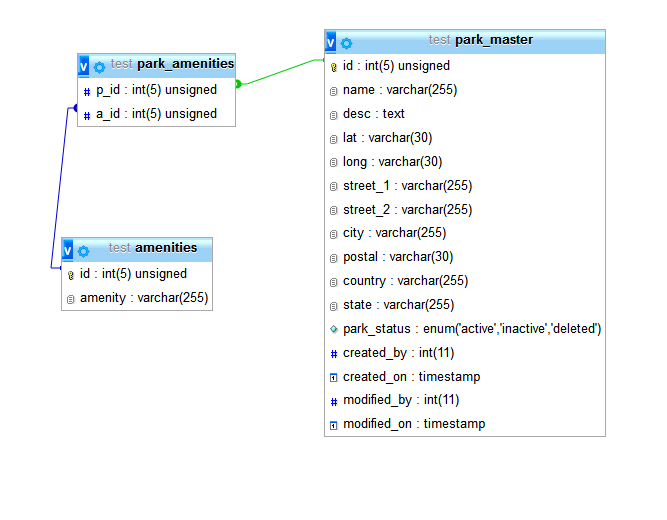 v test park_amenities
# p_id : int(5) unsigned
# a_id : int(5) unsigned
v test amenities
id : int(5) unsigned
amenity : varchar(255)
v test park_master
id : int(5) unsigned
name : varchar(255)
desc : text
lat : varchar(30)
long : varchar(30)
street_1 : varchar(255)
street_2 : varchar(255)
city : varchar(255)
postal : varchar(30)
country : varchar(255)
state : varchar(255)
park_status : enum('active','inactive','deleted')
# created_by : int(11)
created_on : timestamp
# modified_by : int(11)
modified_on : timestamp